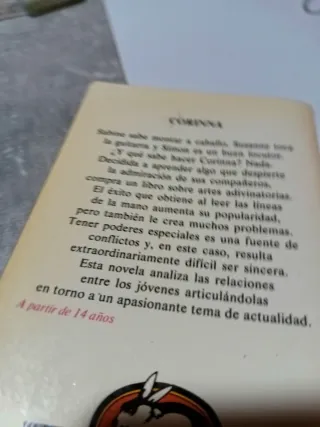 CORINNA
Sabine sabe montar a caballo, Susanne toca
la guitarra y Simon es un buen locutor.
¿Y qué sabe hacer Corinna? Nada.
Decidida a aprender algo que despierte
la admiración de sus compañeros,
compra un libro sobre artes adivinatorias.
El éxito que obtiene al leer las líneas
de la mano aumenta su popularidad,
pero también le crea muchos problemas.
Tener poderes especiales es una fuente de
conflictos y, en este caso, resulta
extraordinariamente difícil ser sincera.
Esta novela analiza las relaciones
entre los jóvenes articulándolas
en torno a un apasionante tema de actualidad.
A partir de 14 años